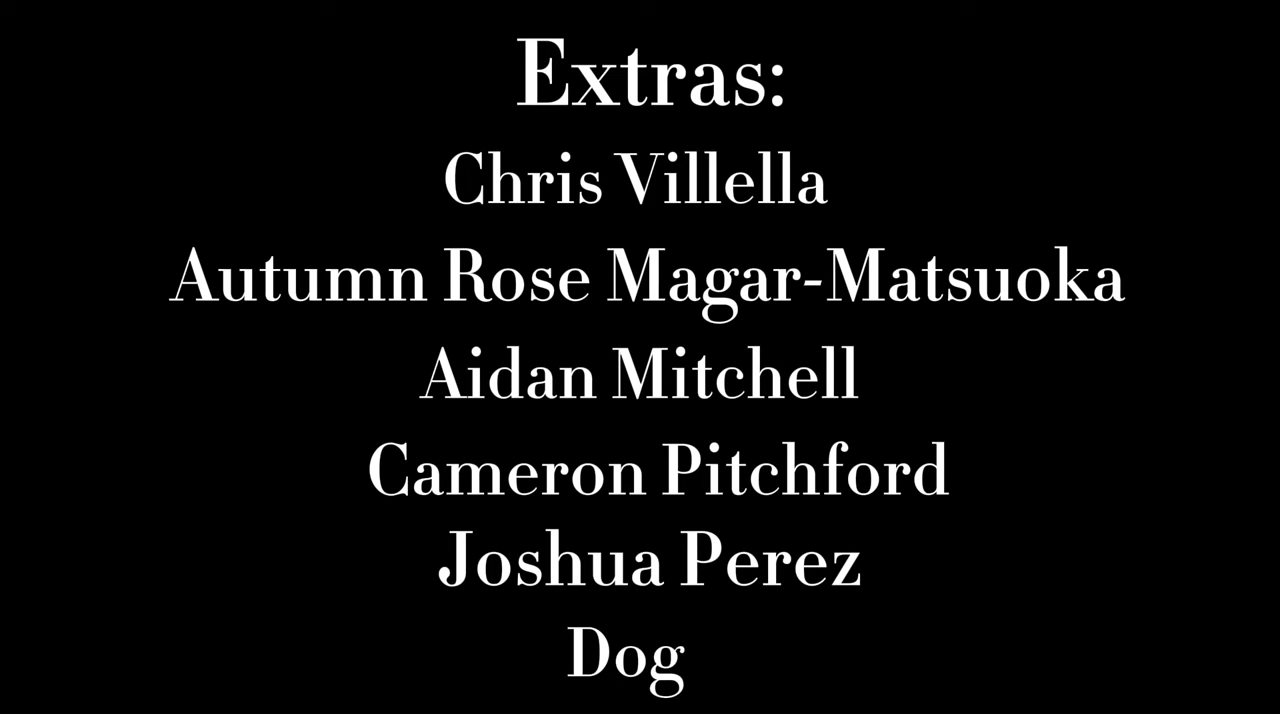 Extras:
Chris Villella
Autumn Rose Magar-Matsuoka
Aidan Mitchell
Cameron Pitchford
Joshua Perez
Dog